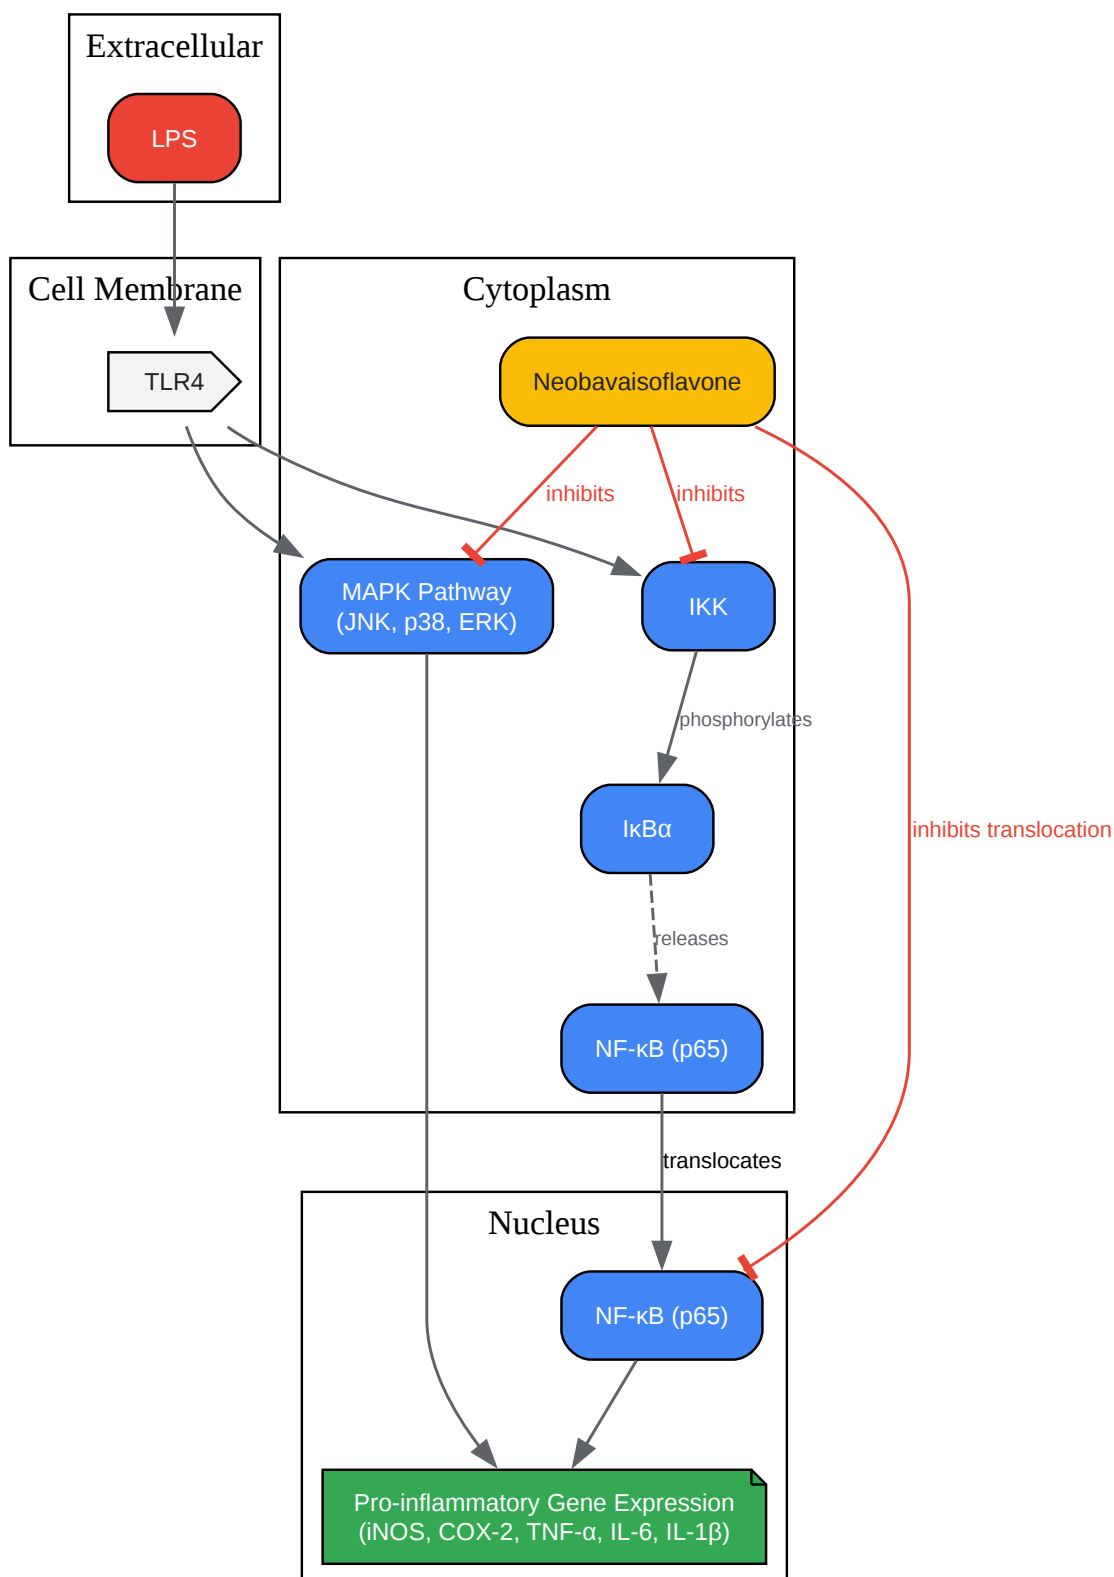 Extracellular
LPS
Cell Membrane
TLR4
Cytoplasm
Neobavaisoflavone
inhibits
inhibits
MAPK Pathway
(JNK, p38, ERK)
IKK
phosphorylates
IκBα
inhibits translocation
releases
NF-κB (p65)
translocates
Nucleus
NF-κB (p65)
Pro-inflammatory Gene Expression
(iNOS, COX-2, TNF-α, IL-6, IL-1β)